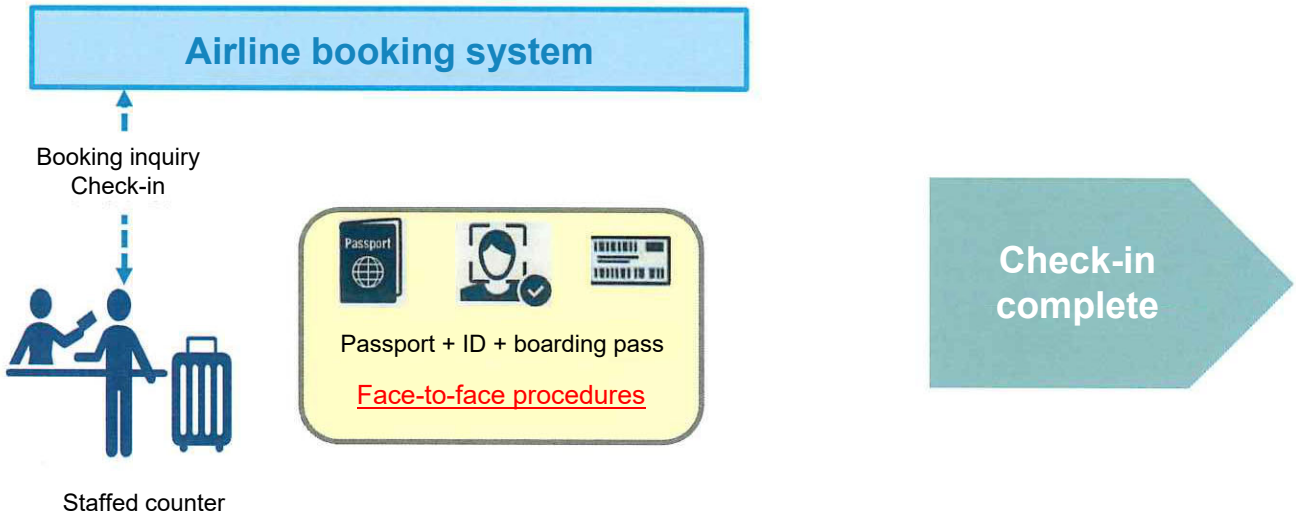 Airline booking system
Booking inquiry
Check-in
Passport
Passport + ID + boarding pass
Face-to-face procedures
Staffed counter
Check-in
complete